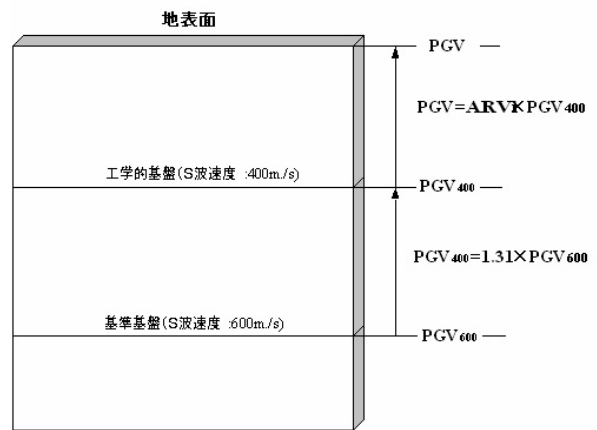 地表面
PGV
PGV=ARVi×PGV400
工学的基盤(S波速度 :400m./s)
PGV400
PGV400=1.31×PGV600
基準基盤(S波速度 :600m./s)
PGV600